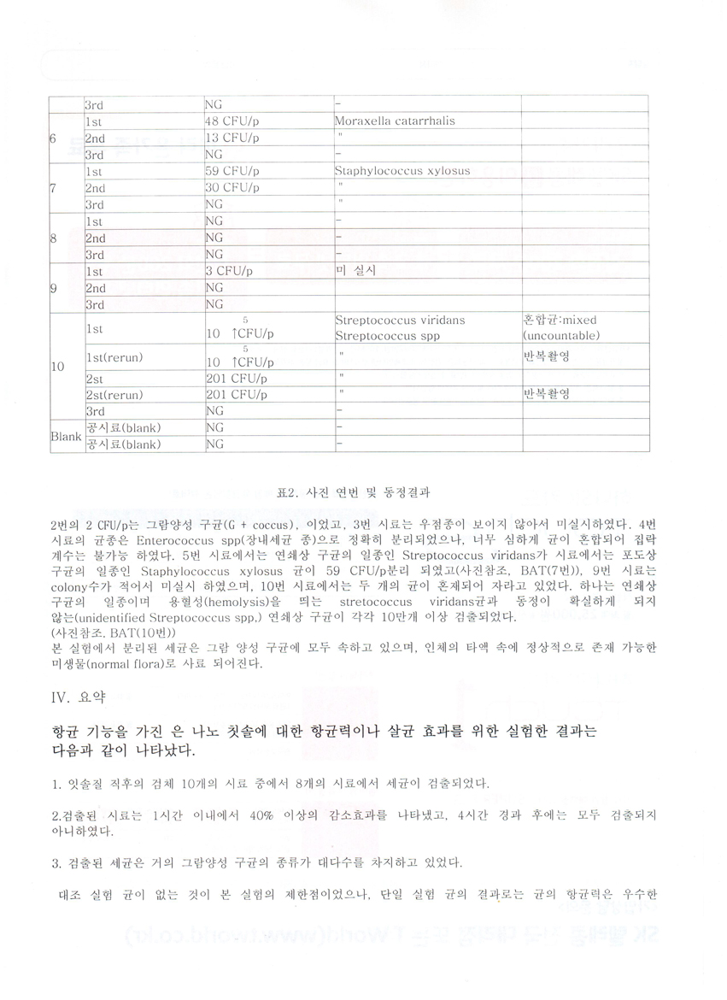 3rd NG –
6 1st 48 CFU/p Moraxella catarrhalis
2nd 13 CFU/p "
3rd NG –
7 1st 59 CFU/p Staphylococcus xylosus
2nd 30 CFU/p "
3rd NG "
8 1st NG –
2nd NG –
3rd NG –
9 1st 3 CFU/p 미 실시
2nd NG
3rd NG
10 1st 10 5 ↑CFU/p Streptococcus viridans Streptococcus spp 혼합균:mixed (uncountable)
1st(rerun) 10 5 ↑CFU/p " 반복촬영
2st 201 CFU/p "
2st(rerun) 201 CFU/p " 반복촬영
3rd NG –
Blank 공시료(blank) NG –
공시료(blank) NG –
표2. 사진 연번 및 동정결과
2번의 2 CFU/p는 그람양성 구균(G + coccus), 이었고, 3번 시료는 우점종이 보이지 않아서 미실시하였다. 4번
시료의 균종은 Enterococcus spp(장내세균 종)으로 정확히 분리되었으나, 너무 심하게 균이 혼합되어 집락
계수는 불가능 하였다. 5번 시료에서는 연쇄상 구균의 일종인 Streptococcus viridans가 시료에서는 포도상
구균의 일종인 Staphylococcus xylosus 균이 59 CFU/p분리 되였고(사진참조, BAT(7번)), 9번 시료는
colony수가 적어서 미실시 하였으며, 10번 시료에서는 두 개의 균이 혼재되어 자라고 있었다. 하나는 연쇄상
구균의 일종이며 용혈성(hemolysis)을 띄는 stretococcus viridans균과 동정이 확실하게 되지
않는(unidentified Streptococcus spp,) 연쇄상 구균이 각각 10만개 이상 검출되었다.
(사진참조. BAT(10번))
본 실험에서 분리된 세균은 그람 양성 구균에 모두 속하고 있으며, 인체의 타액 속에 정상적으로 존재 가능한
미생물(normal flora)로 사료 되어진다.
IV. 요약
항균 기능을 가진 은 나노 칫솔에 대한 항균력이나 살균 효과를 위한 실험한 결과는
다음과 같이 나타났다.
1. 잇솔질 직후의 검체 10개의 시료 중에서 8개의 시료에서 세균이 검출되었다.
2.검출된 시료는 1시간 이내에서 40% 이상의 감소효과를 나타냈고, 4시간 경과 후에는 모두 검출되지
아니하였다.
3. 검출된 세균은 거의 그람양성 구균의 종류가 대다수를 차지하고 있었다.
대조 실험 균이 없는 것이 본 실험의 제한점이었으나, 단일 실험 균의 결과로는 균의 항균력은 우수한